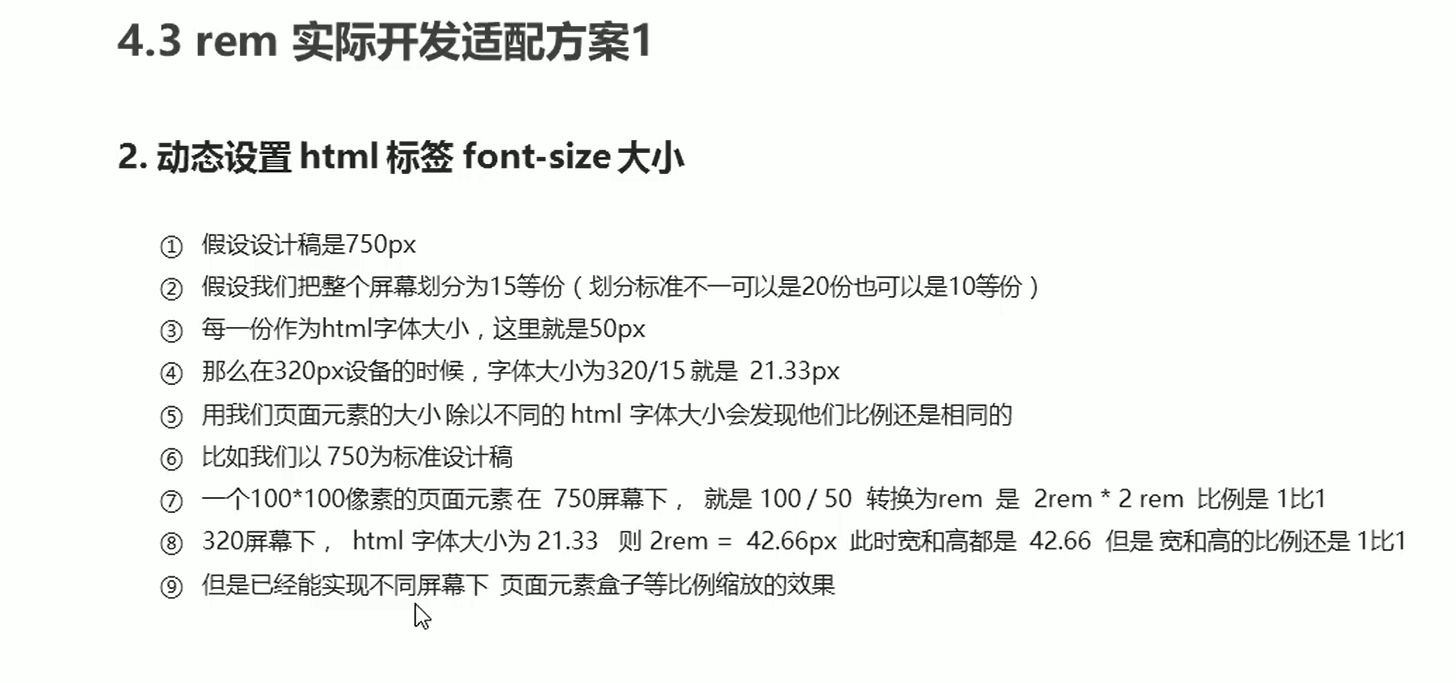 4.3 rem 实际开发适配方案1
2. 动态设置 html 标签 font-size 大小
① 假设设计稿是750px
② 假设我们把整个屏幕划分为15等份（划分标准不一可以是20份也可以是10等份）
③ 每一份作为html字体大小，这里就是50px
④ 那么在320px设备的时候，字体大小为320/15 就是 21.33px
⑤ 用我们页面元素的大小 除以不同的 html 字体大小会发现他们比例还是相同的
⑥ 比如我们以 750为标准设计稿
⑦ 一个100*100像素的页面元素 在 750屏幕下， 就是 100 / 50 转换为rem 是 2rem * 2 rem 比例是 1比1
⑧ 320屏幕下， html 字体大小为 21.33 则 2rem = 42.66px 此时宽和高都是 42.66 但是 宽和高的比例还是 1比1
⑨ 但是已经能实现不同屏幕下 页面元素盒子等比例缩放的效果